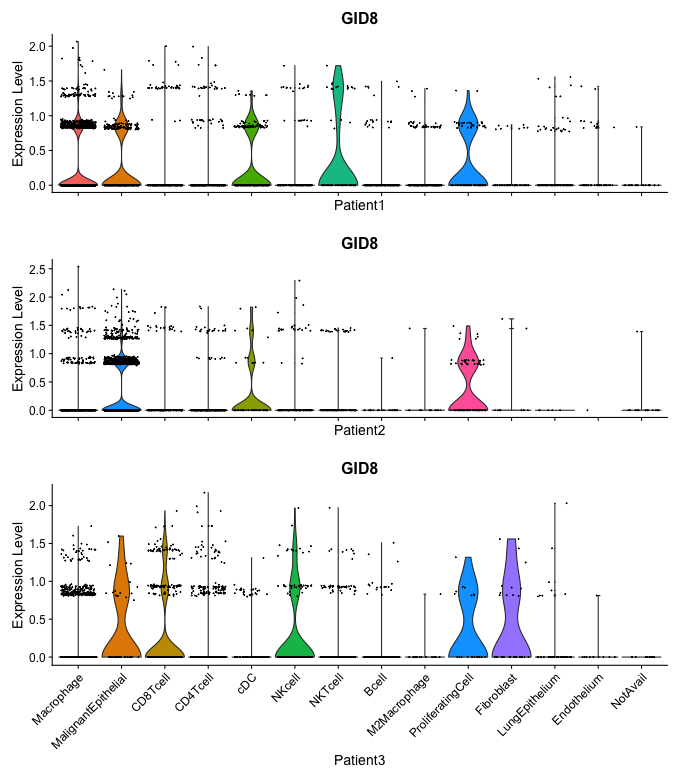 GID8
Expression Level
2.0
1.5
1.0
0.5
0.0
Patient1
GID8
Expression Level
2.5
2.0
1.5
1.0
0.5
0.0
Patient2
GID8
Expression Level
2.0
1.5
1.0
0.5
0.0
Macrophage
MalignantEpithelial
CD8Tcell
CD4Tcell
cDC
NKcell
NKTcell
Bcell
M2Macrophage
ProliferatingCell
Fibroblast
LungEpithelium
Endothelium
NotAvail
Patient3